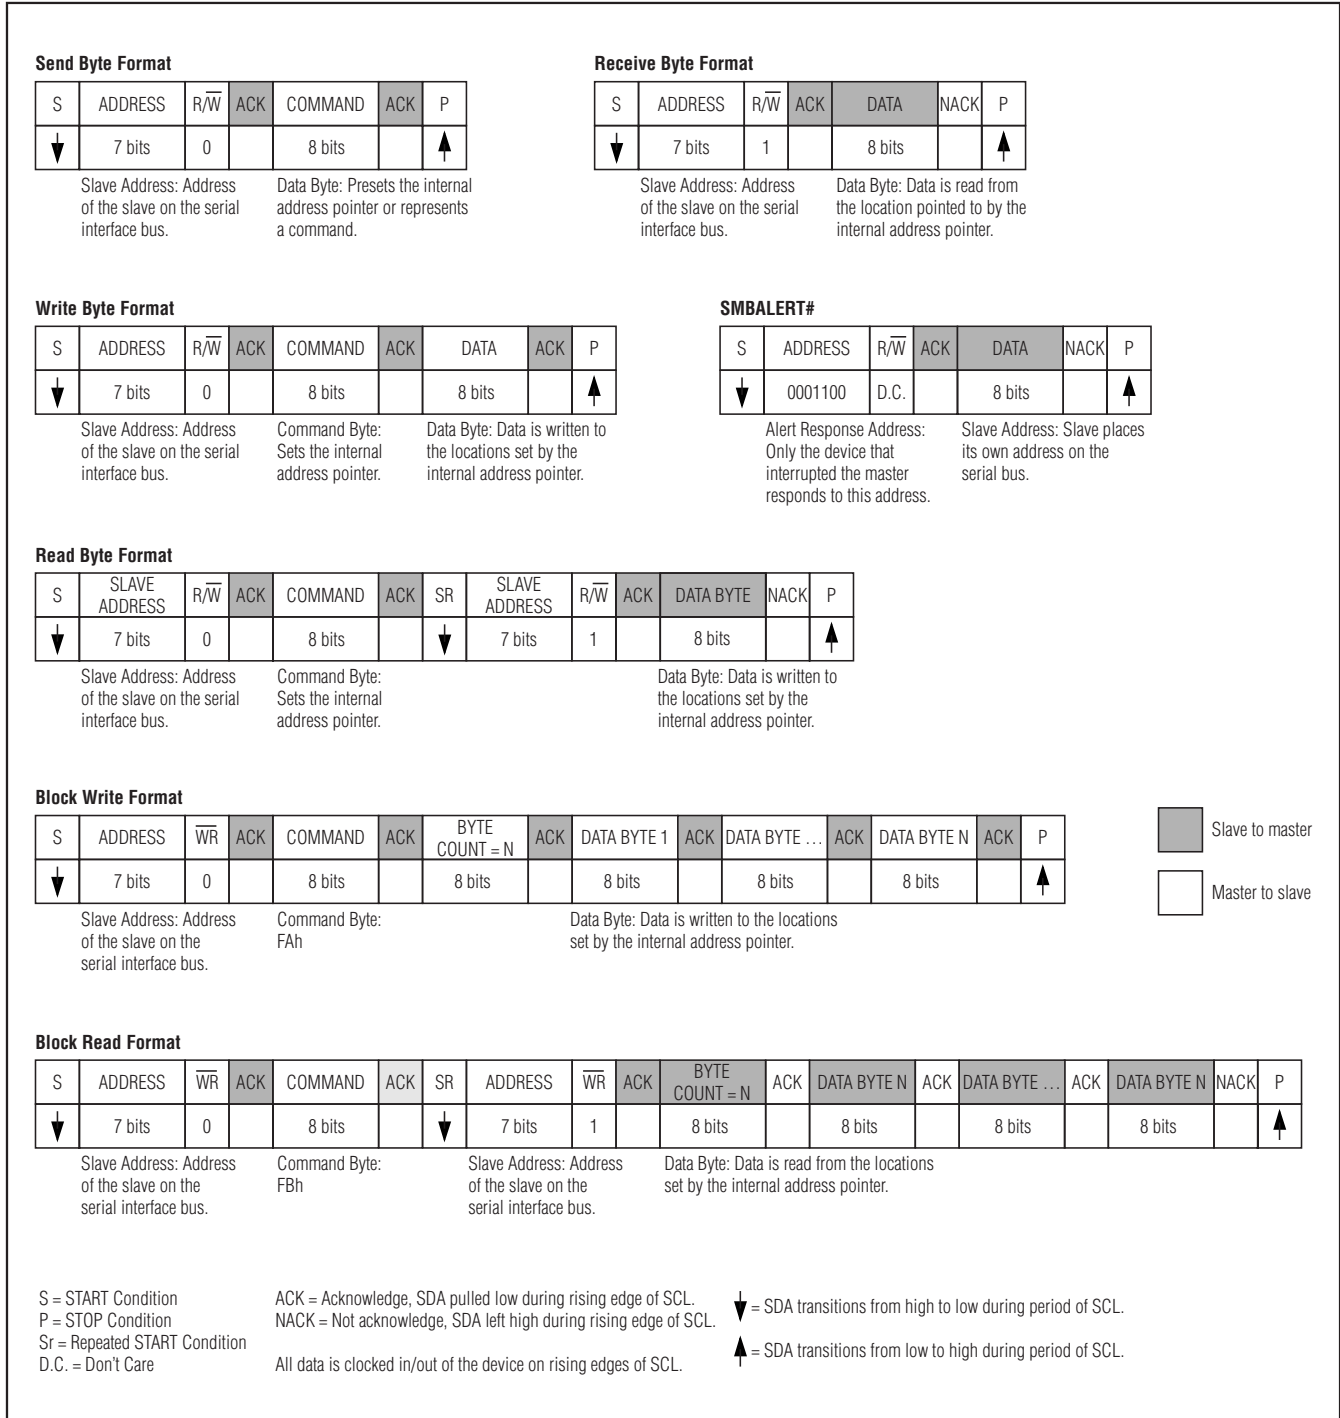 Send Byte Format
S ADDRESS R/W̅ ACK COMMAND ACK P
7 bits 0 8 bits
Slave Address: Address
of the slave on the serial
interface bus.
Data Byte: Presets the internal
address pointer or represents
a command.
Receive Byte Format
S ADDRESS R/W̅ ACK DATA NACK P
7 bits 1 8 bits
Slave Address: Address
of the slave on the serial
interface bus.
Data Byte: Data is read from
the location pointed to by the
internal address pointer.
Write Byte Format
S ADDRESS R/W̅ ACK COMMAND ACK DATA ACK P
7 bits 0 8 bits 8 bits
Slave Address: Address
of the slave on the serial
interface bus.
Command Byte:
Sets the internal
address pointer.
Data Byte: Data is written to
the locations set by the
internal address pointer.
SMBALERT#
S ADDRESS R/W̅ ACK DATA NACK P
0001100 D.C. 8 bits
Alert Response Address:
Only the device that
interrupted the master
responds to this address.
Slave Address: Slave places
its own address on the
serial bus.
Read Byte Format
S SLAVE ADDRESS R/W̅ ACK COMMAND ACK SR SLAVE ADDRESS R/W̅ ACK DATA BYTE NACK P
7 bits 0 8 bits 7 bits 1 8 bits
Slave Address: Address
of the slave on the serial
interface bus.
Command Byte:
Sets the internal
address pointer.
Data Byte: Data is written to
the locations set by the
internal address pointer.
Block Write Format
S ADDRESS W̅R̅ ACK COMMAND ACK BYTE COUNT = N ACK DATA BYTE 1 ACK DATA BYTE … ACK DATA BYTE N ACK P
7 bits 0 8 bits 8 bits 8 bits 8 bits 8 bits
Slave Address: Address
of the slave on the
serial interface bus.
Command Byte:
FAh
Data Byte: Data is written to the locations
set by the internal address pointer.
Slave to master
Master to slave
Block Read Format
S ADDRESS W̅R̅ ACK COMMAND ACK SR ADDRESS W̅R̅ ACK BYTE COUNT = N ACK DATA BYTE N ACK DATA BYTE … ACK DATA BYTE N NACK P
7 bits 0 8 bits 7 bits 1 8 bits 8 bits 8 bits 8 bits
Slave Address: Address
of the slave on the
serial interface bus.
Command Byte:
FBh
Slave Address: Address
of the slave on the
serial interface bus.
Data Byte: Data is read from the locations
set by the internal address pointer.
S = START Condition
P = STOP Condition
Sr = Repeated START Condition
D.C. = Don't Care
ACK = Acknowledge, SDA pulled low during rising edge of SCL.
NACK = Not acknowledge, SDA left high during rising edge of SCL.
All data is clocked in/out of the device on rising edges of SCL.
= SDA transitions from high to low during period of SCL.
= SDA transitions from low to high during period of SCL.